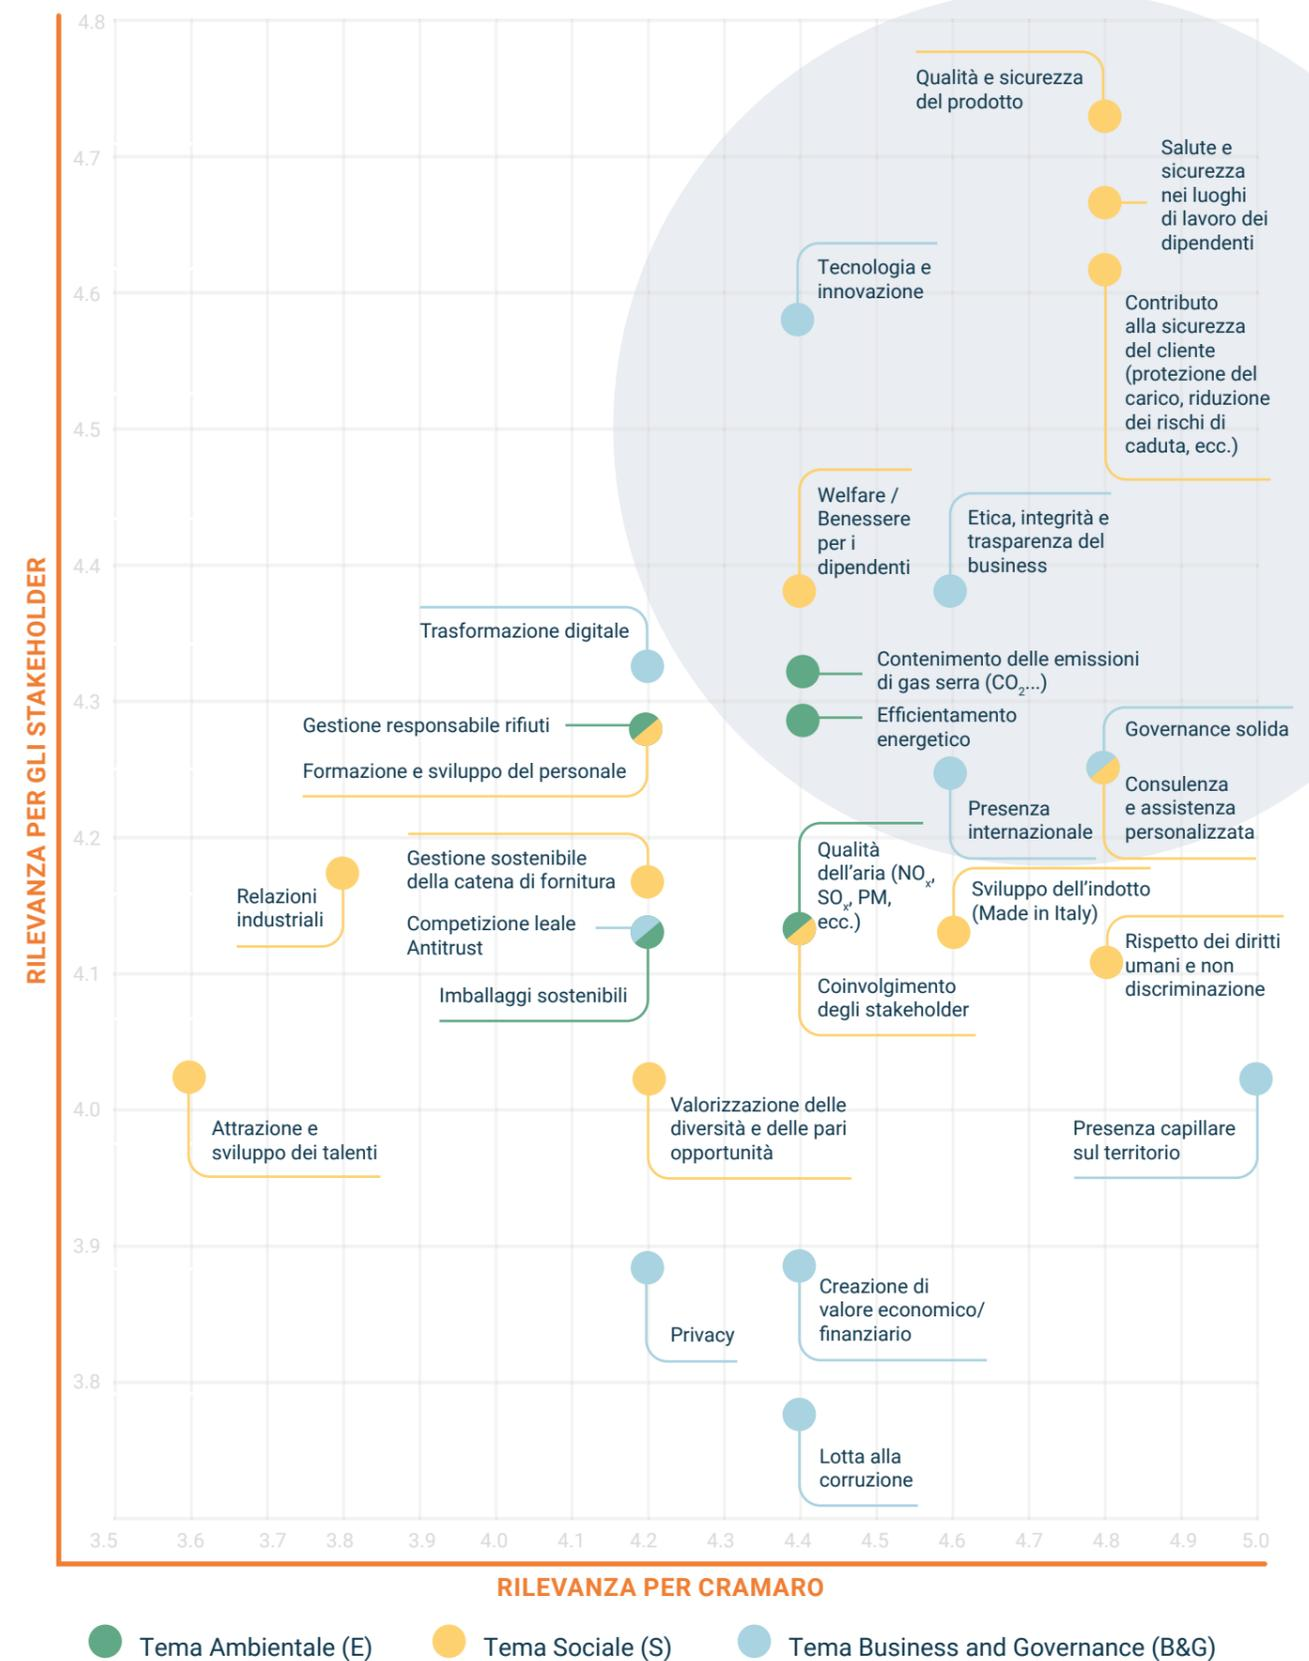 4.8
4.7
4.6
4.5
4.4
4.3
4.2
4.1
4.0
3.9
3.8
RILEVANZA PER GLI STAKEHOLDER
Qualità e sicurezza
del prodotto
Salute e
sicurezza
nei luoghi
di lavoro dei
dipendenti
Tecnologia e
innovazione
Contributo
alla sicurezza
del cliente
(protezione del
carico, riduzione
dei rischi di
caduta, ecc.)
Welfare /
Benessere
per i
dipendenti
Etica, integrità e
trasparenza del
business
Trasformazione digitale
Contenimento delle emissioni
di gas serra (CO2...)
Gestione responsabile rifiuti
Efficientamento
energetico
Governance solida
Formazione e sviluppo del personale
Presenza
internazionale
Consulenza
e assistenza
personalizzata
Gestione sostenibile
della catena di fornitura
Qualità
dell'aria (NOx,
SOx, PM,
ecc.)
Relazioni
industriali
Sviluppo dell'indotto
(Made in Italy)
Competizione leale
Antitrust
Rispetto dei diritti
umani e non
discriminazione
Imballaggi sostenibili
Coinvolgimento
degli stakeholder
Attrazione e
sviluppo dei talenti
Valorizzazione delle
diversità e delle pari
opportunità
Presenza capillare
sul territorio
Privacy
Creazione di
valore economico/
finanziario
Lotta alla
corruzione
3.5 3.6 3.7 3.8 3.9 4.0 4.1 4.2 4.3 4.4 4.5 4.6 4.7 4.8 4.9 5.0
RILEVANZA PER CRAMARO
Tema Ambientale (E) Tema Sociale (S) Tema Business and Governance (B&G)